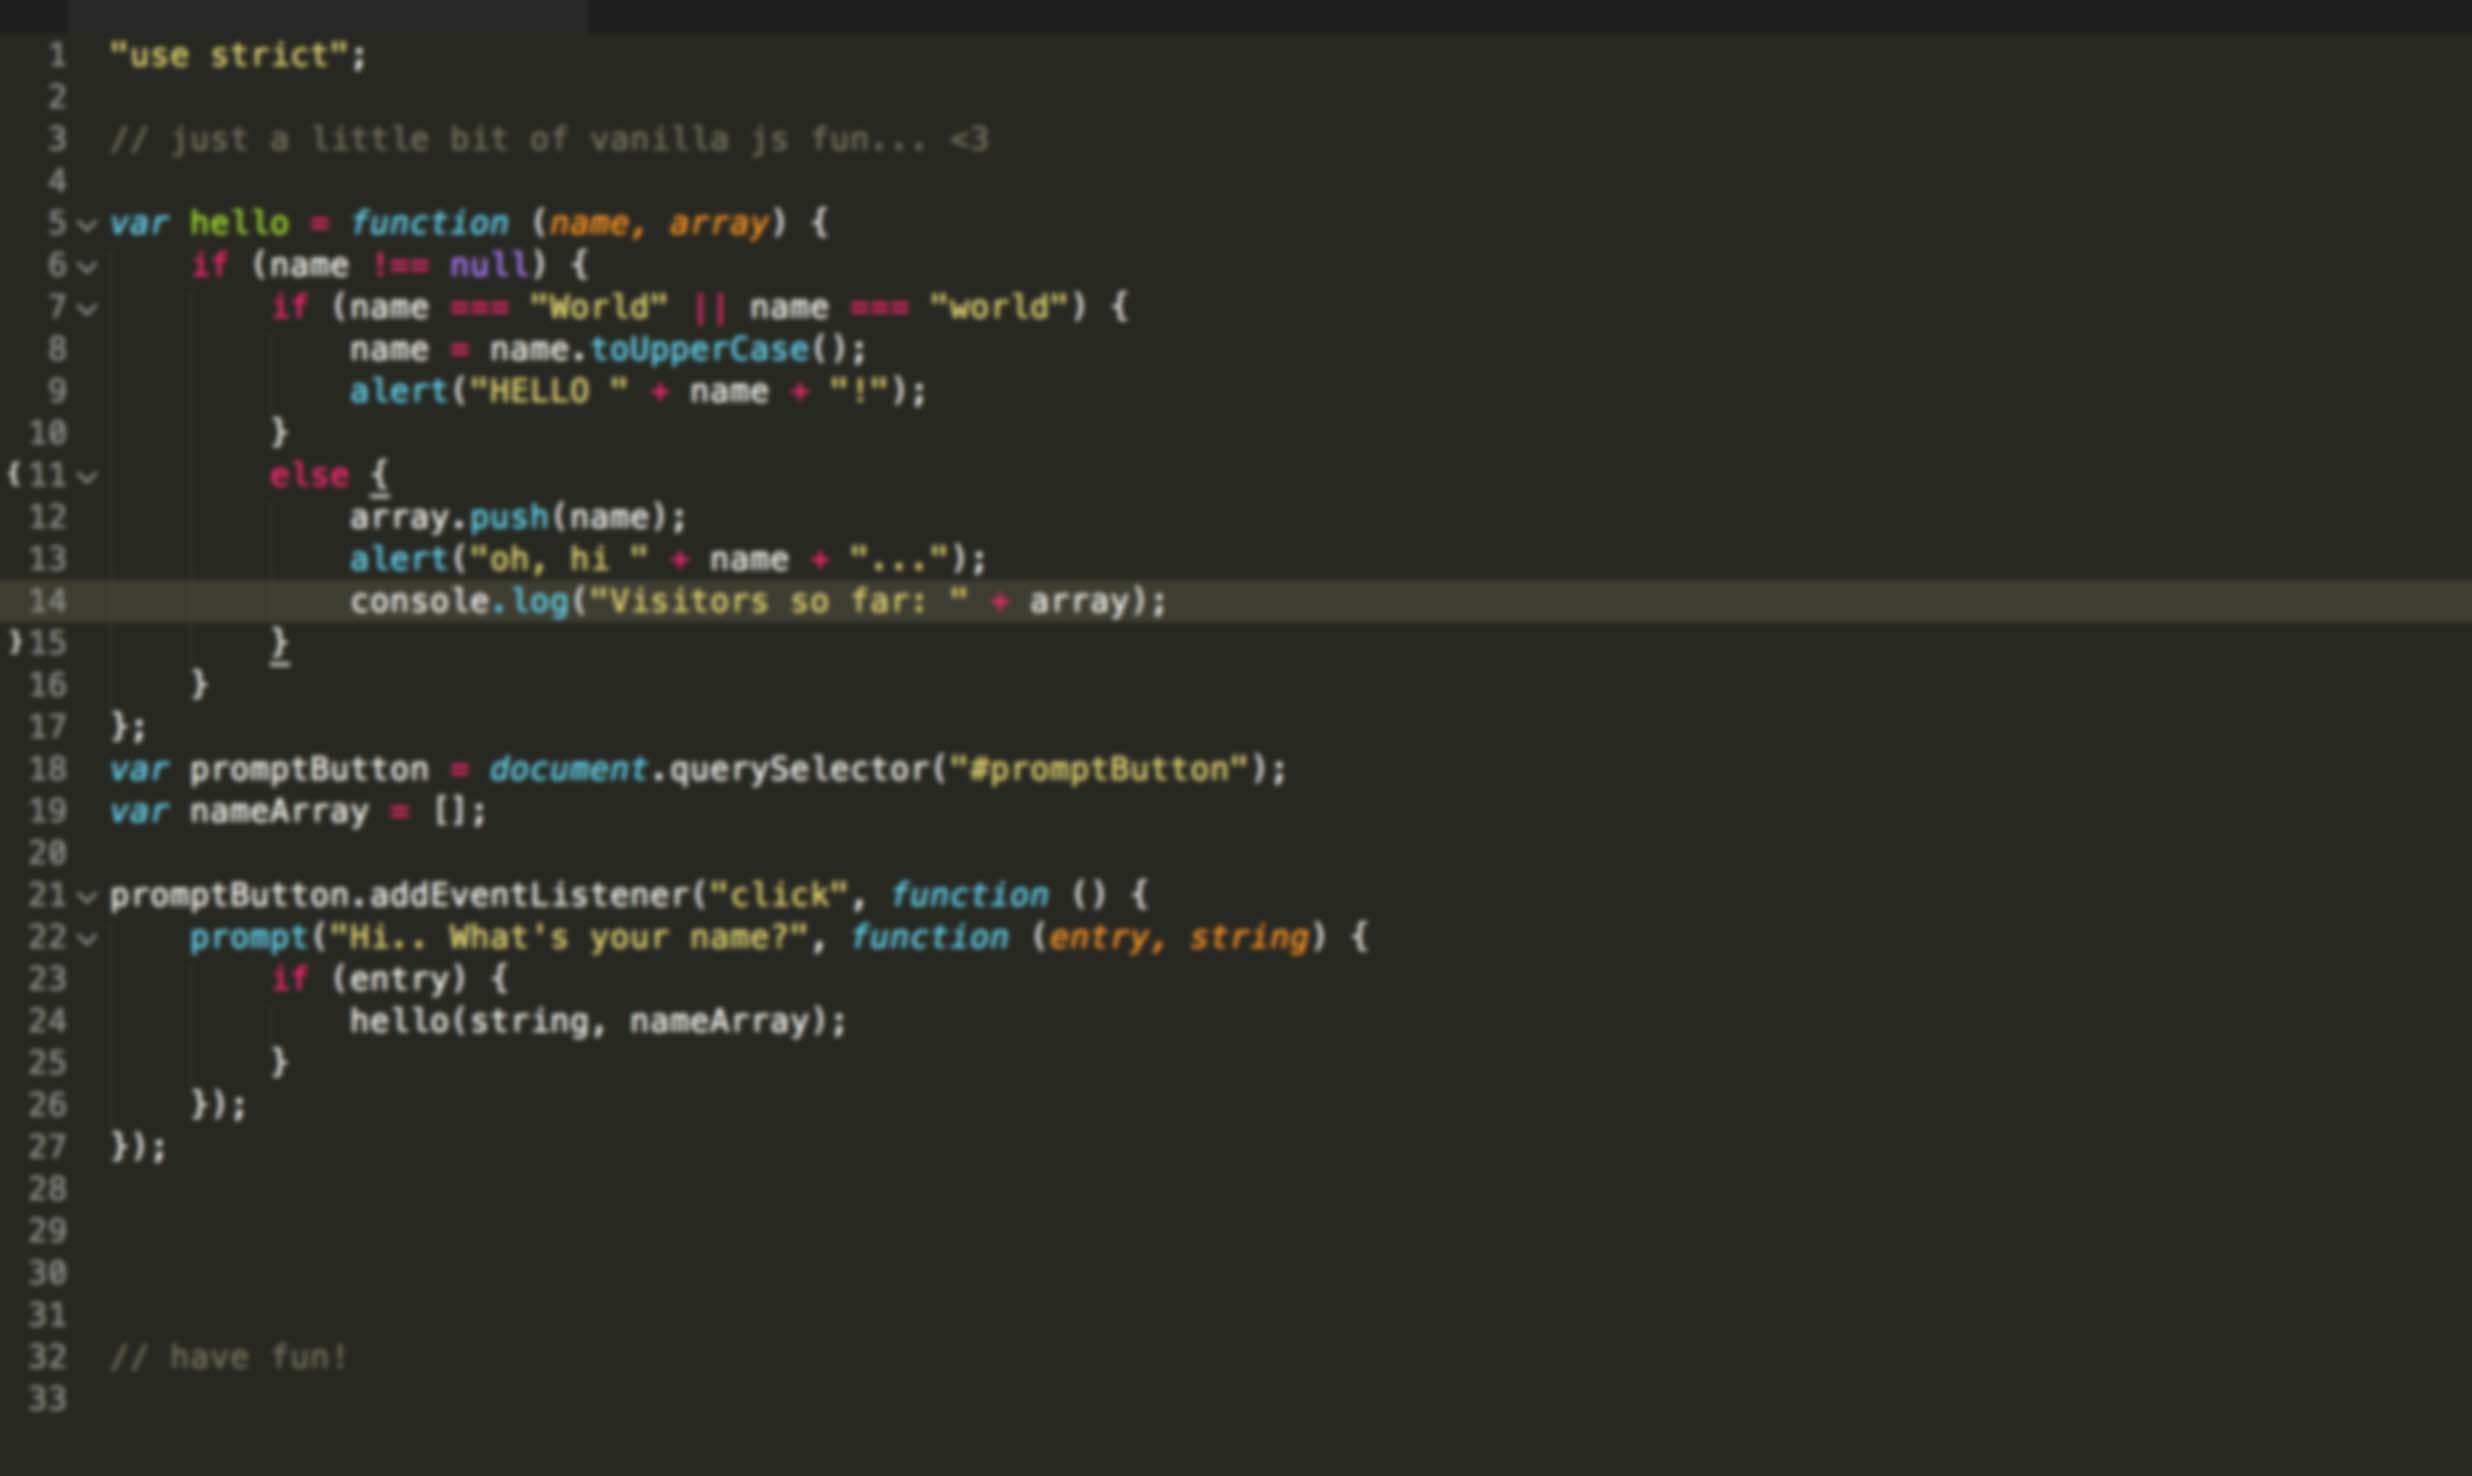 1 "use strict";
2
3 // just a little bit of vanilla js fun... <3
4
5 var hello = function (name, array) {
6     if (name !== null) {
7         if (name === "World" || name === "world") {
8             name = name.toUpperCase();
9             alert("HELLO " + name + "!");
10         }
{11         else {
12             array.push(name);
13             alert("oh, hi " + name + "...");
14             console.log("Visitors so far: " + array);
}15         }
16     }
17 };
18 var promptButton = document.querySelector("#promptButton");
19 var nameArray = [];
20
21 promptButton.addEventListener("click", function () {
22     prompt("Hi.. What's your name?", function (entry, string) {
23         if (entry) {
24             hello(string, nameArray);
25         }
26     });
27 });
28
29
30
31
32 // have fun!
33